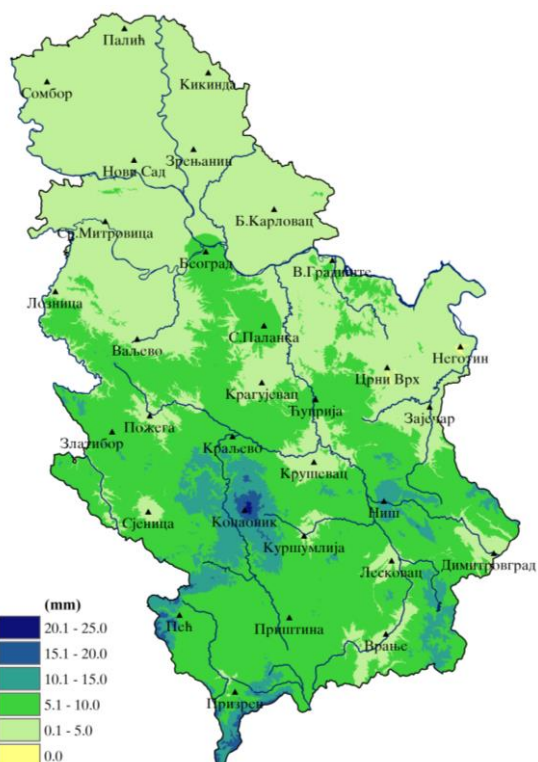 Палић
Кикинда
Сомбор
Зрењанин
Нови Сад
Б.Карловац
Ср.Митровица
Београд
В.Градиште
Лозница
С.Паланка
Ваљево
Неготин
Црни Врх
Крагујевац
Ћуприја
Зајечар
Пожега
Златибор
Краљево
Крушевац
Сјеница
Копаоник
Ниш
Куршумлија
Димитровград
Лесковац
(mm)
20.1 - 25.0
15.1 - 20.0
10.1 - 15.0
5.1 - 10.0
0.1 - 5.0
0.0
Пећ
Приштина
Врање
Призрен